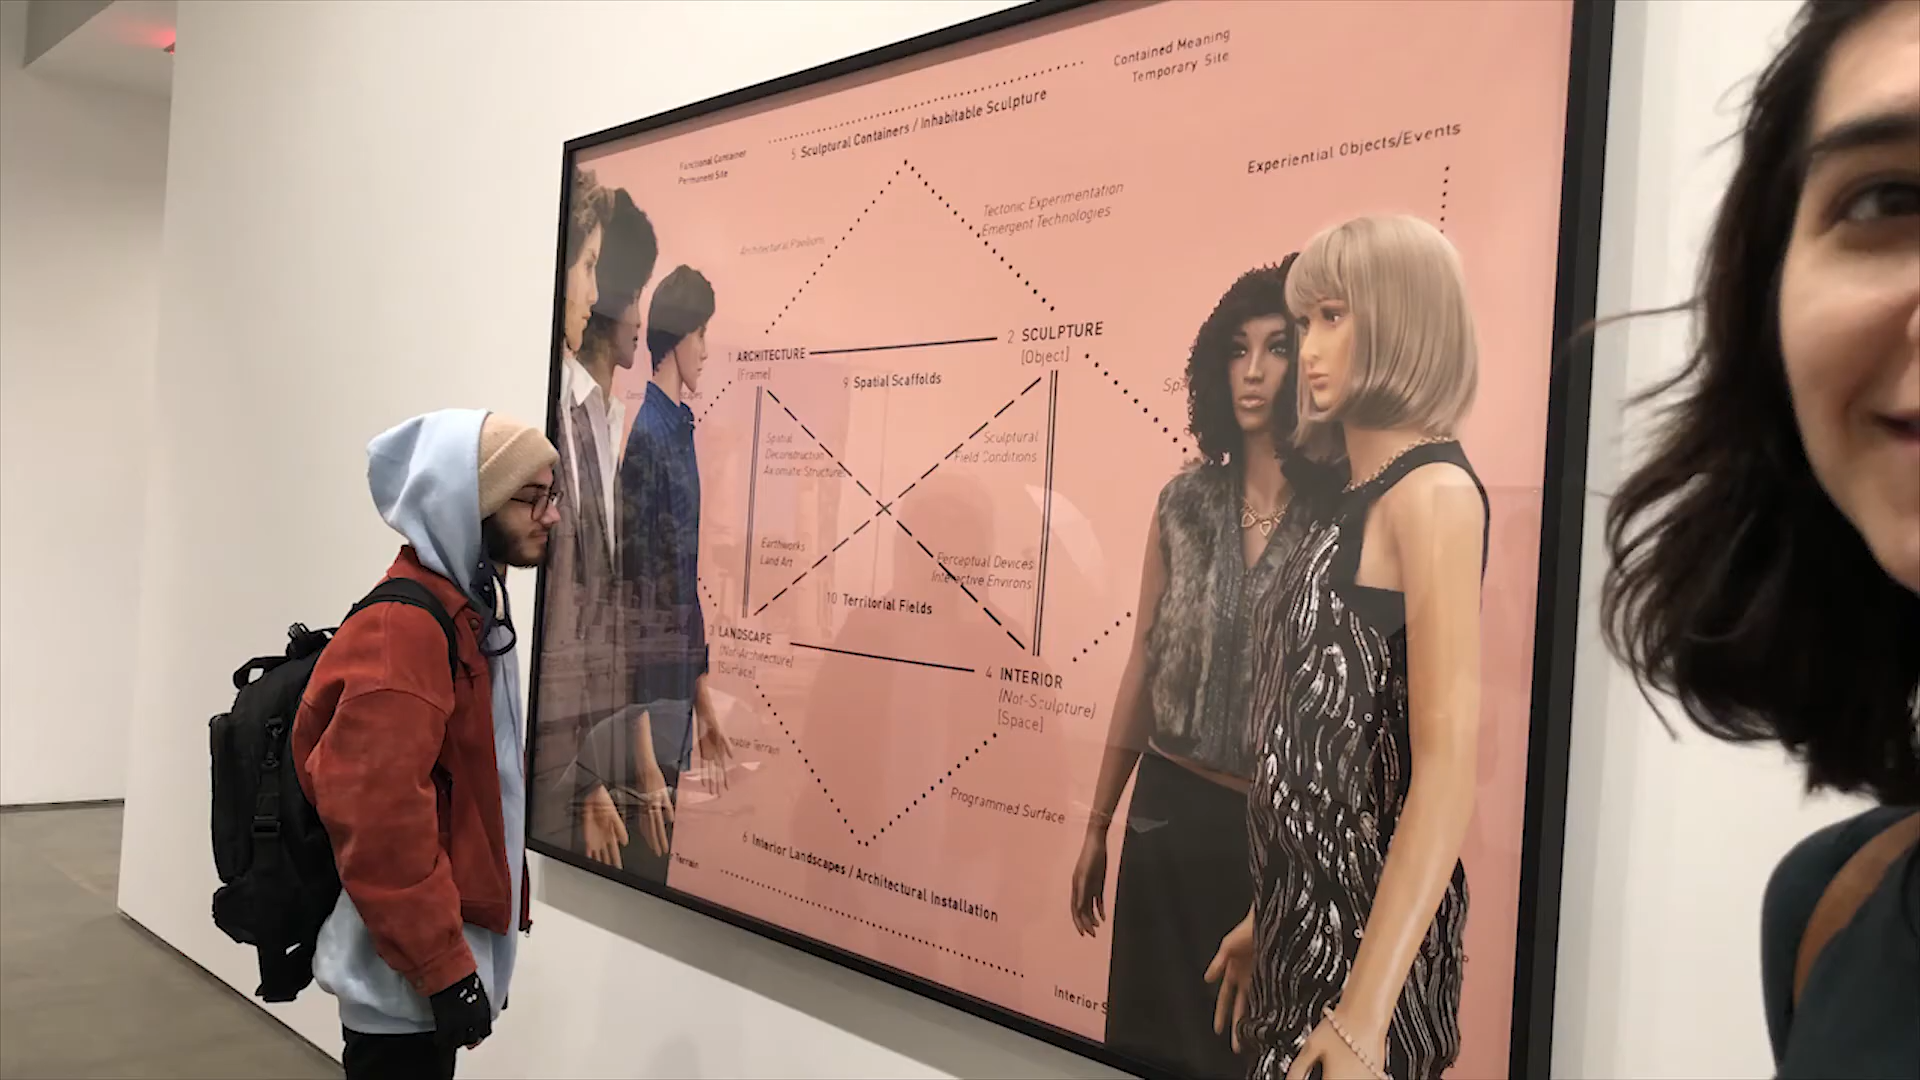 Contained Meaning
Temporary Site
5 Sculptural Containers / Inhabitable Sculpture
Functional Container
Permanent Site
Experiential Objects/Events
Tectonic Experimentation
Emergent Technologies
Architectural Pavilions
1 ARCHITECTURE
[Frame]
2 SCULPTURE
[Object]
9 Spatial Scaffolds
Spatial
Deconstruction
Axiomatic Structures
Sculptural
Field Conditions
Earthworks
Land Art
Perceptual Devices
Interactive Environs
10 Territorial Fields
3 LANDSCAPE
(Not-Architecture)
[Surface]
4 INTERIOR
(Not-Sculpture)
[Space]
Terrain
Programmed Surface
6 Interior Landscapes / Architectural Installation
Terrain
Interior S